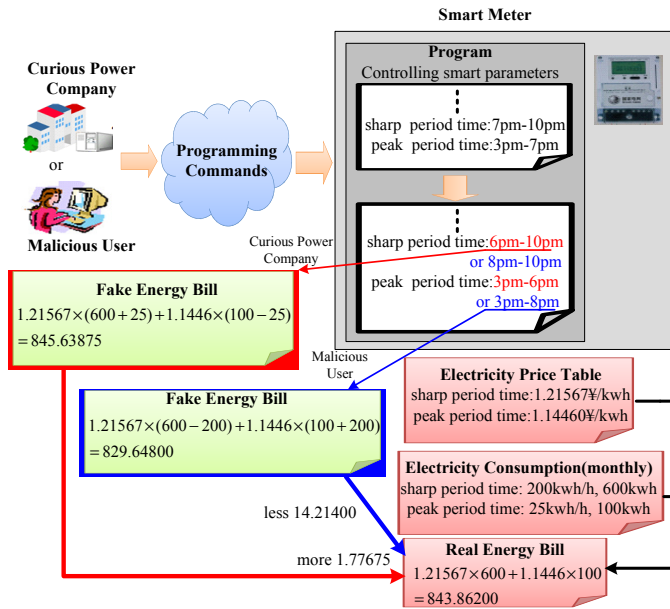 Smart Meter
Curious Power
Company
or
Malicious User
Programming
Commands
Program
Controlling smart parameters
sharp period time:7pm-10pm
peak period time:3pm-7pm
sharp period time:6pm-10pm
or 8pm-10pm
peak period time:3pm-6pm
or 3pm-8pm
Curious Power
Company
Fake Energy Bill
1.21567×(600+25)+1.1446×(100−25)
=845.63875
Malicious
User
Fake Energy Bill
1.21567×(600−200)+1.1446×(100+200)
=829.64800
Electricity Price Table
sharp period time:1.21567¥/kwh
peak period time:1.14460¥/kwh
Electricity Consumption(monthly)
sharp period time: 200kwh/h, 600kwh
peak period time: 25kwh/h, 100kwh
less 14.21400
more 1.77675
Real Energy Bill
1.21567×600+1.1446×100
=843.86200